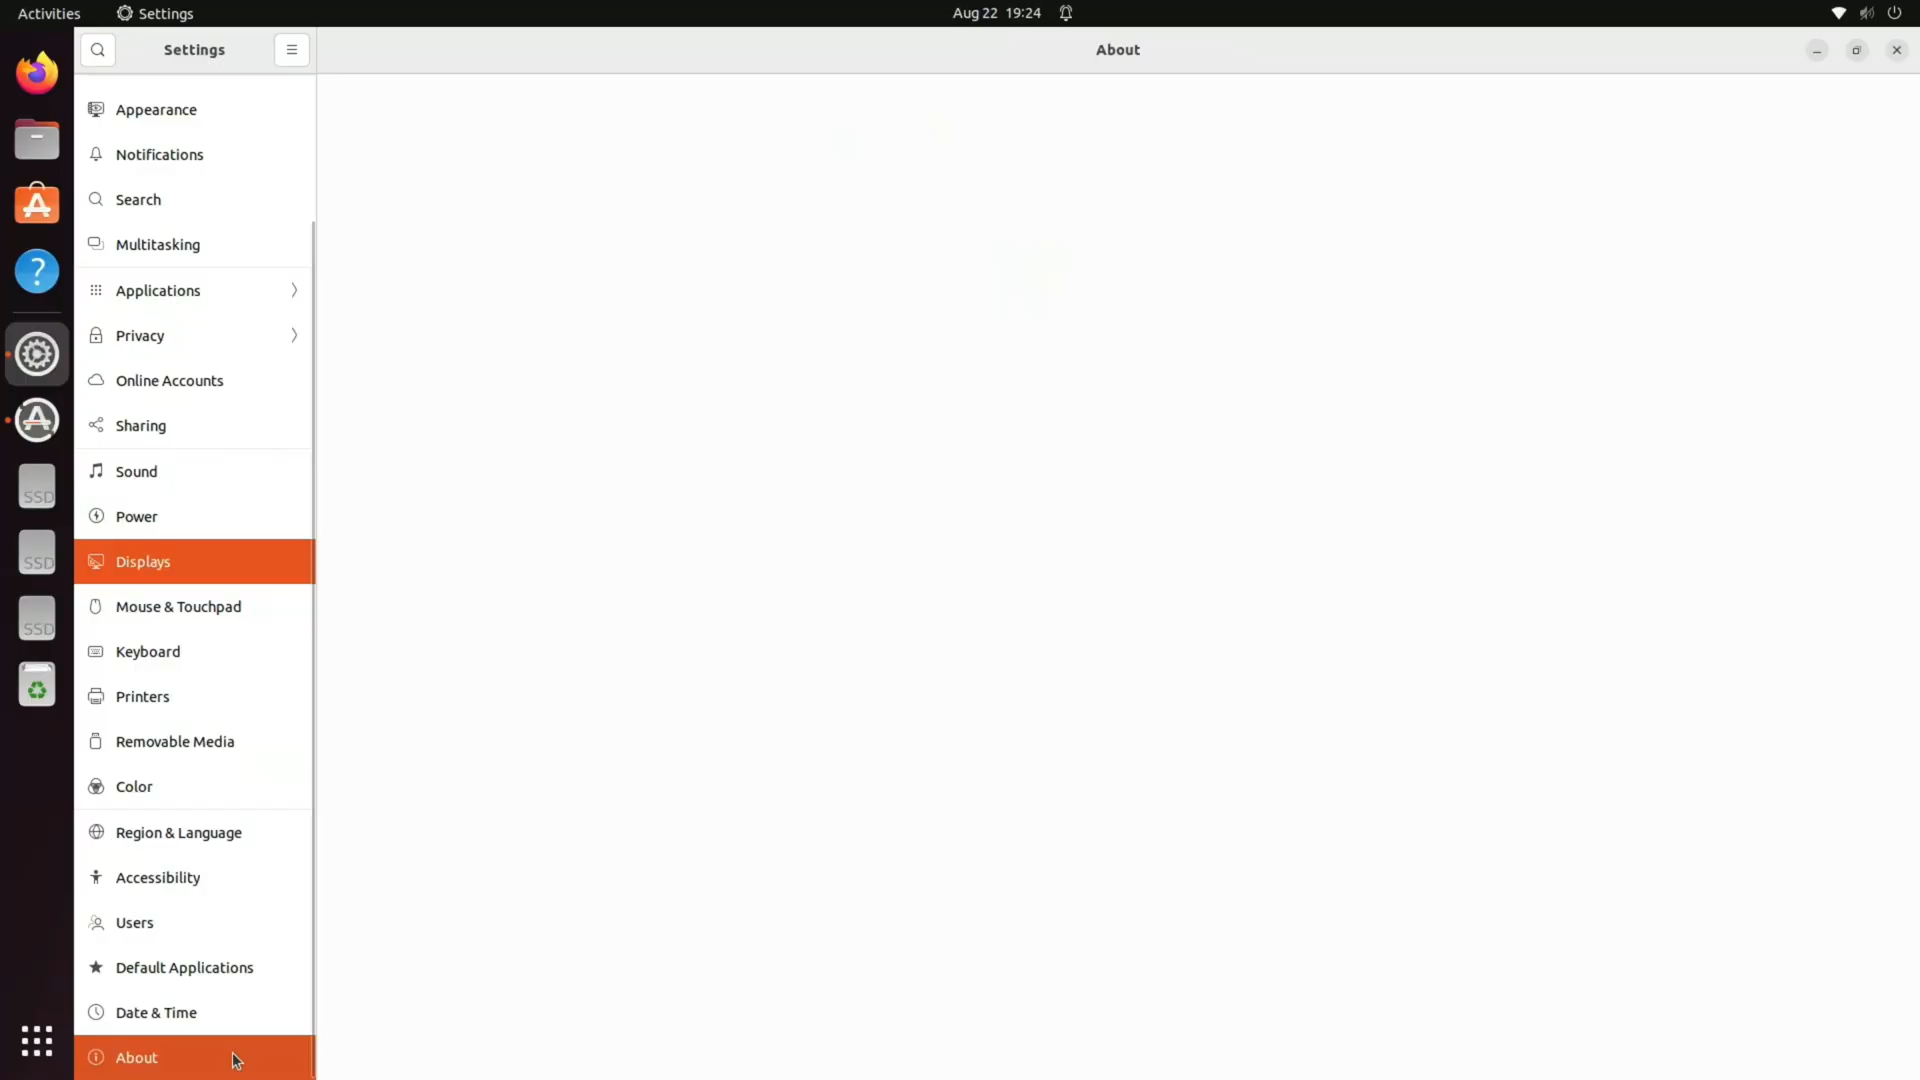 Activities
Settings
Aug 22 19:24
Settings
About
Appearance
Notifications
Search
Multitasking
Applications
Privacy
Online Accounts
Sharing
Sound
Power
Displays
Mouse & Touchpad
Keyboard
Printers
Removable Media
Color
Region & Language
Accessibility
Users
Default Applications
Date & Time
About
SSD
SSD
SSD